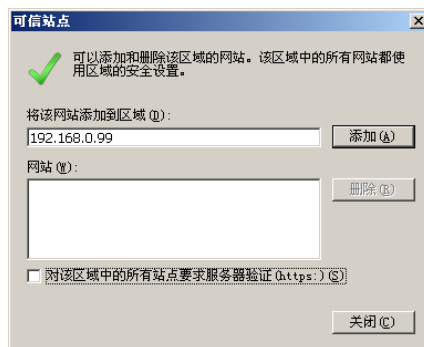 可信站点
可以添加和删除该区域的网站。该区域中的所有网站都使
用区域的安全设置。
将该网站添加到区域(D):
192.168.0.99
添加(A)
网站(W):
删除(R)
对该区域中的所有站点要求服务器验证(https:)(S)
关闭(C)